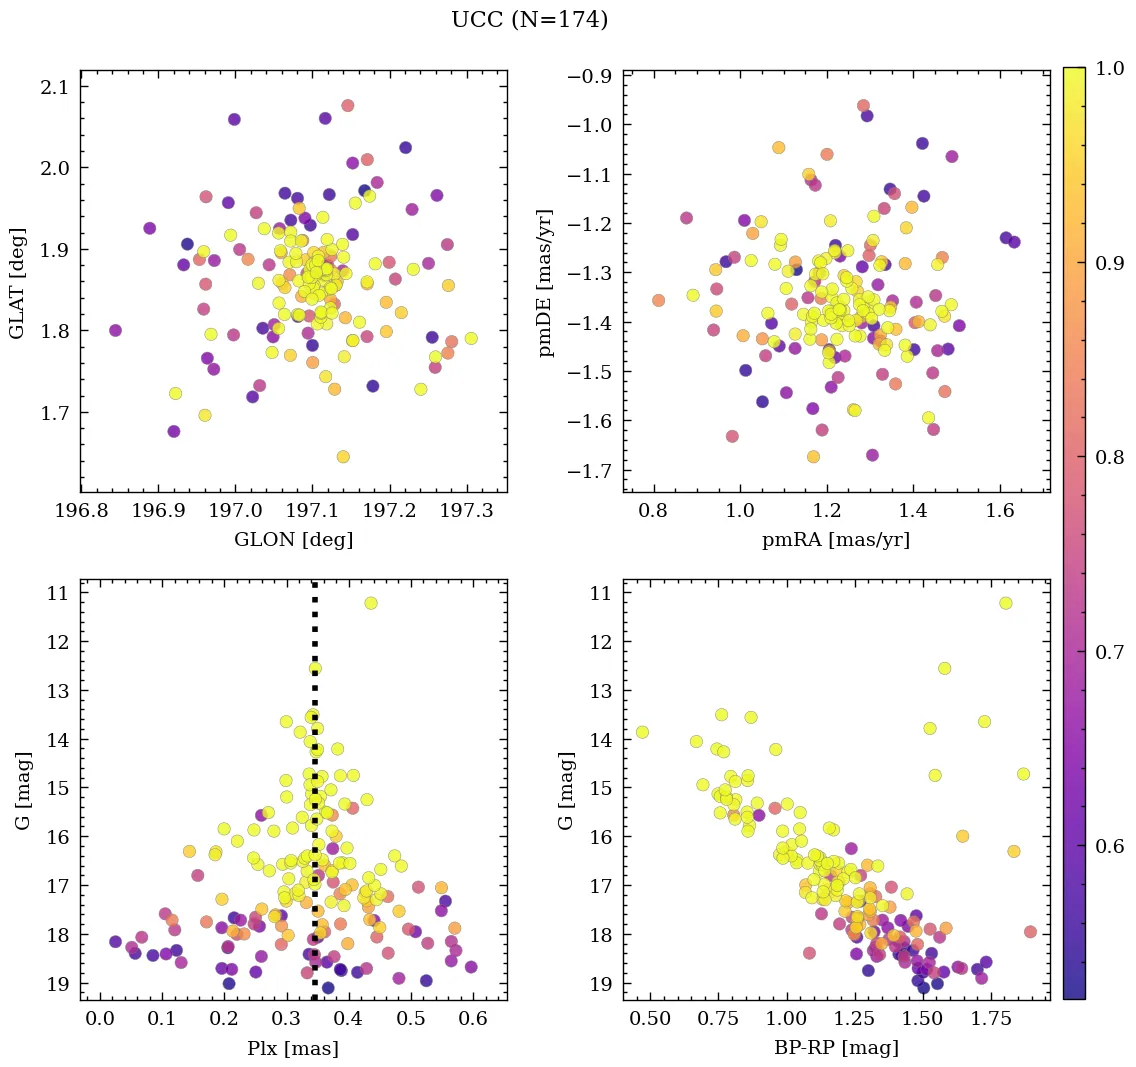 UCC (N=174)
2.1
2.0
1.9
1.8
1.7
GLAT [deg]
196.8 196.9 197.0 197.1 197.2 197.3
GLON [deg]
−0.9
−1.0
−1.1
−1.2
−1.3
−1.4
−1.5
−1.6
−1.7
pmDE [mas/yr]
0.8 1.0 1.2 1.4 1.6
pmRA [mas/yr]
11
12
13
14
15
16
17
18
19
G [mag]
0.0 0.1 0.2 0.3 0.4 0.5 0.6
Plx [mas]
11
12
13
14
15
16
17
18
19
G [mag]
0.50 0.75 1.00 1.25 1.50 1.75
BP-RP [mag]
1.0
0.9
0.8
0.7
0.6